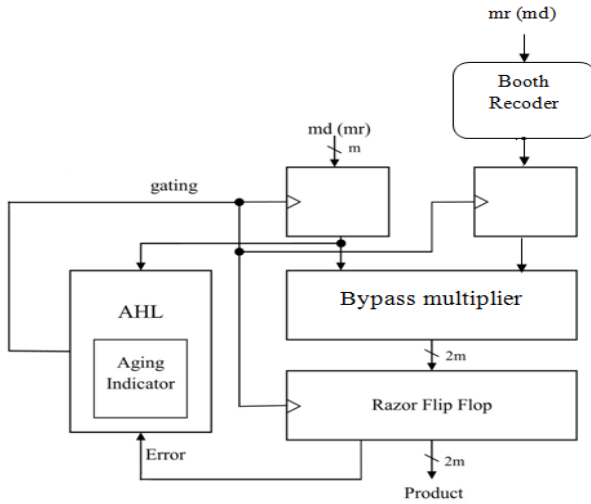 mr (md)
Booth
Recoder
md (mr)
m
gating
AHL
Aging
Indicator
Bypass multiplier
2m
Razor Flip Flop
Error
2m
Product